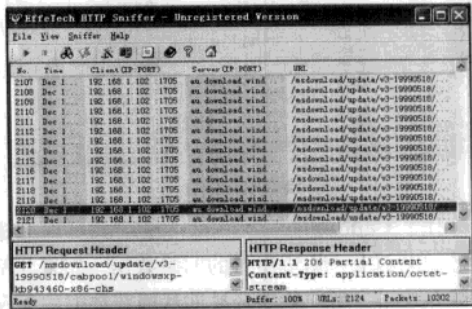 EffeTech HTTP Sniffer - Unregistered Version
File View Sniffer Help
No. Time Client(IP:PORT) Server(IP:PORT) URL
2107 Dec 1... 192.168.1.102 :1705 au.download.wind... /msdownload/update/v3-19990518/...
2108 Dec 1... 192.168.1.102 :1705 au.download.wind... /msdownload/update/v3-19990518/...
2109 Dec 1... 192.168.1.102 :1705 au.download.wind... /msdownload/update/v3-19990518/...
2110 Dec 1... 192.168.1.102 :1705 au.download.wind... /msdownload/update/v3-19990518/...
2111 Dec 1... 192.168.1.102 :1705 au.download.wind... /msdownload/update/v3-19990518/...
2112 Dec 1... 192.168.1.102 :1705 au.download.wind... /msdownload/update/v3-19990518/...
2113 Dec 1... 192.168.1.102 :1705 au.download.wind... /msdownload/update/v3-19990518/...
2114 Dec 1... 192.168.1.102 :1705 au.download.wind... /msdownload/update/v3-19990518/...
2115 Dec 1... 192.168.1.102 :1705 au.download.wind... /msdownload/update/v3-19990518/...
2116 Dec 1... 192.168.1.102 :1705 au.download.wind... /msdownload/update/v3-19990518/...
2117 Dec 1... 192.168.1.102 :1705 au.download.wind... /msdownload/update/v3-19990518/...
2118 Dec 1... 192.168.1.102 :1705 au.download.wind... /msdownload/update/v3-19990518/...
2119 Dec 1... 192.168.1.102 :1705 au.download.wind... /msdownload/update/v3-19990518/...
2120 Dec 1... 192.168.1.102 :1705 au.download.wind... /msdownload/update/v3-19990518/...
2121 Dec 1... 192.168.1.102 :1705 au.download.wind... /msdownload/update/v3-19990518/...
HTTP Request Header
GET /msdownload/update/v3-
19990518/cabpool/windowsxp-
kb943460-x86-chs
HTTP Response Header
HTTP/1.1 206 Partial Content
Content-Type: application/octet-
stream
Ready Buffer: 100% URLs: 2124 Packets: 10302